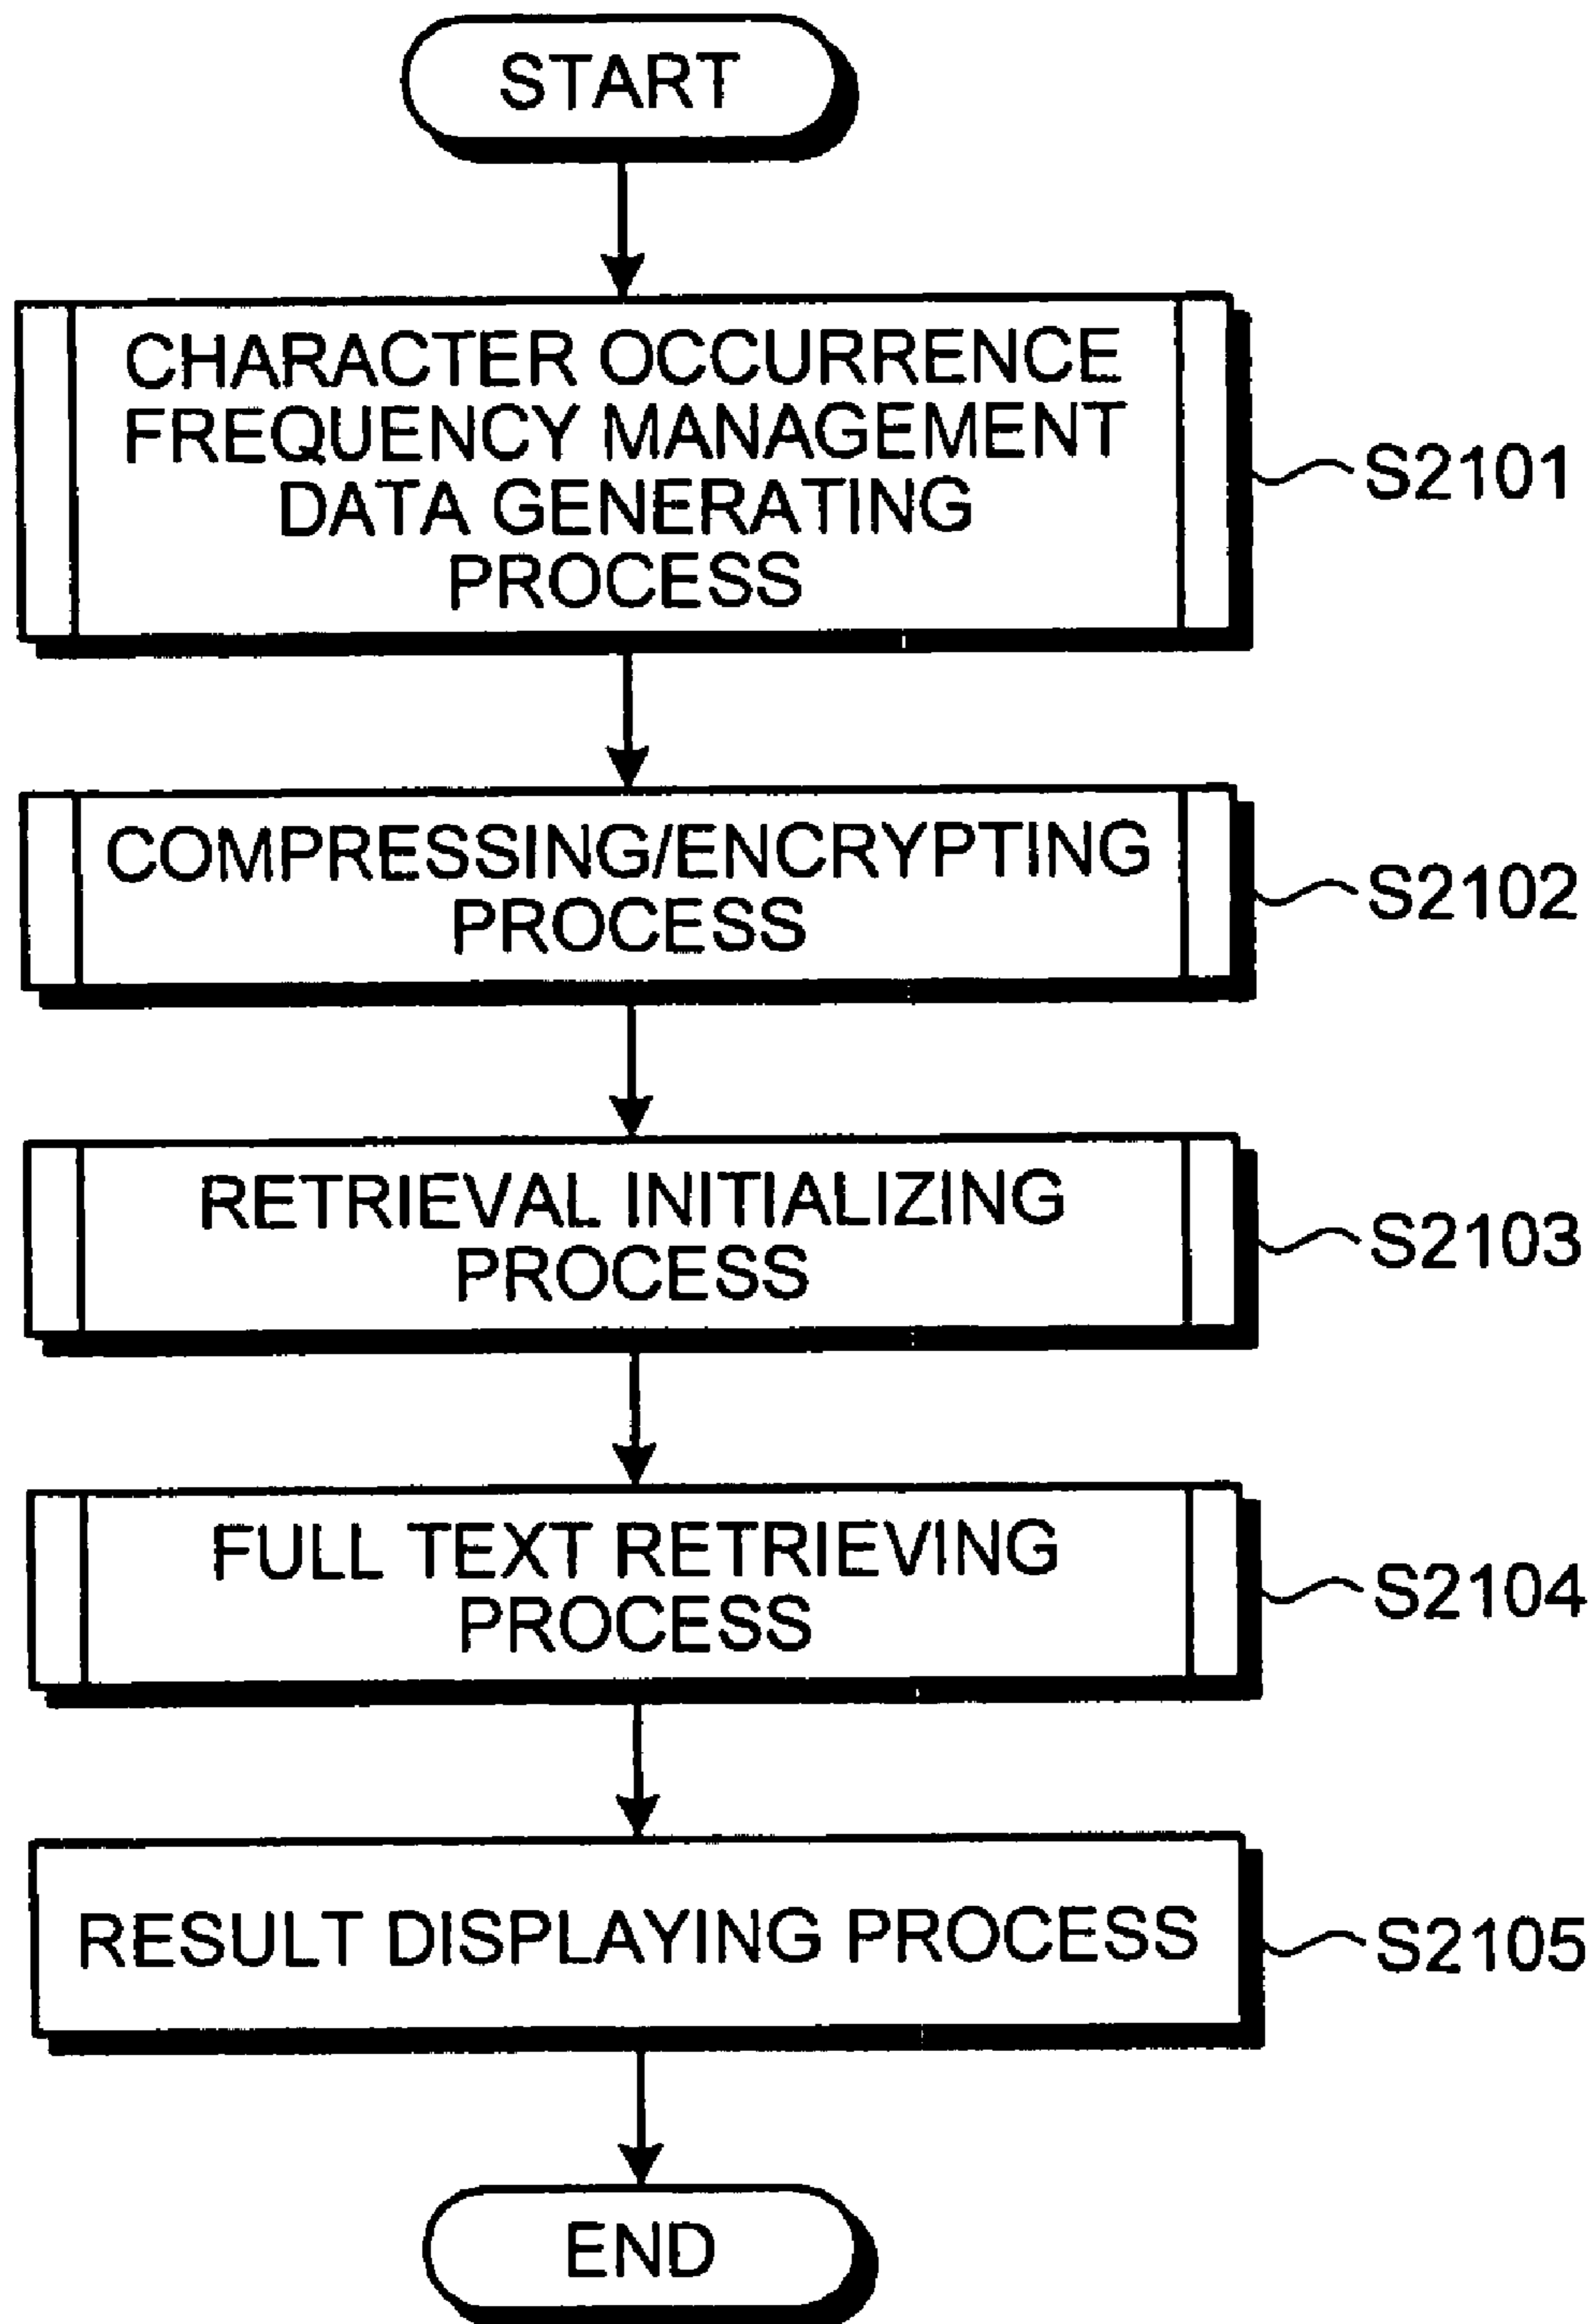 START
CHARACTER OCCURRENCE
FREQUENCY MANAGEMENT
DATA GENERATING
PROCESS
S2101
COMPRESSING/ENCRYPTING
PROCESS
S2102
RETRIEVAL INITIALIZING
PROCESS
S2103
FULL TEXT RETRIEVING
PROCESS
S2104
RESULT DISPLAYING PROCESS
S2105
END